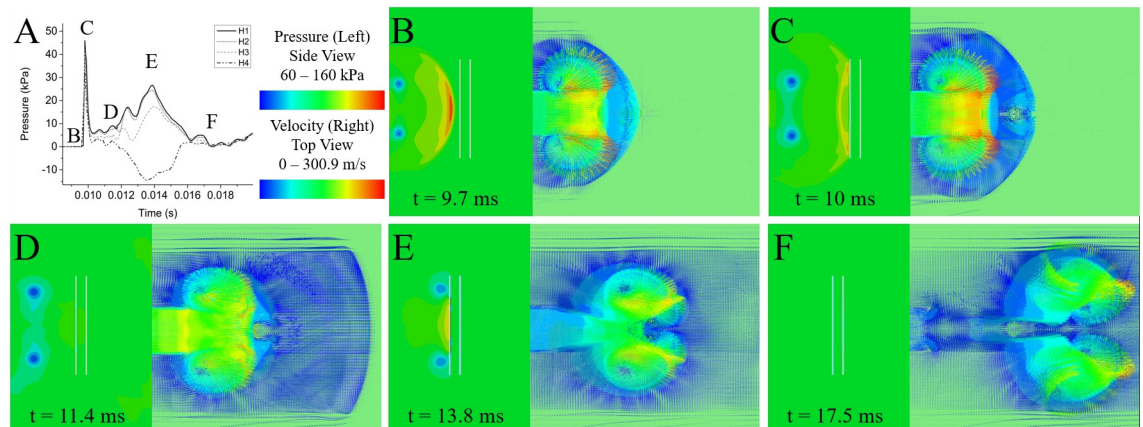 A
50
40
30
20
10
0
-10
Pressure (kPa)
0.010 0.012 0.014 0.016 0.018
Time (s)
B
C
D
E
F
H1
H2
H3
H4
Pressure (Left)
Side View
60 – 160 kPa
Velocity (Right)
Top View
0 – 300.9 m/s
B
t = 9.7 ms
C
t = 10 ms
D
t = 11.4 ms
E
t = 13.8 ms
F
t = 17.5 ms